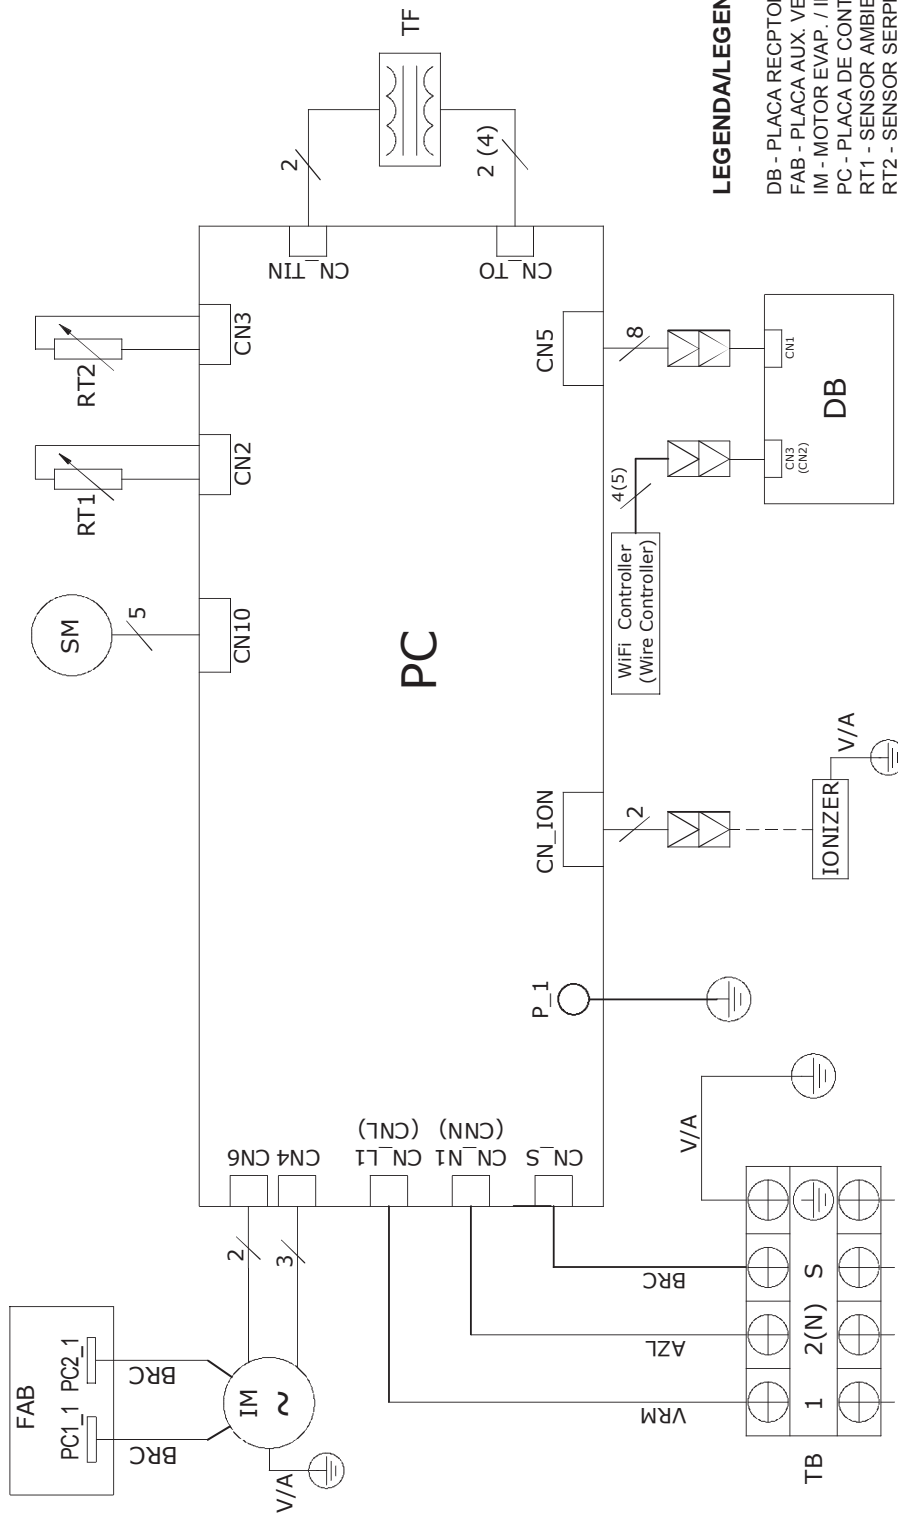 FAB
PC1_1
PC2_1
BRC
BRC
IM
~
V/A
2
3
CN6
CN4
CN_L1
(CNL)
CN_N1
(CNN)
CN_S
VRM
AZL
BRC
V/A
TB
1
2(N)
S
P_1
CN_ION
2
IONIZER
V/A
SM
5
CN10
PC
RT1
CN2
RT2
CN3
WiFi Controller
(Wire Controller)
4(5)
CN5
8
CN3
(CN2)
CN1
DB
CN_TIN
CN_TO
2
2 (4)
TF
LEGENDA/LEGEN
DB - PLACA RECPTO
FAB - PLACA AUX. VE
IM - MOTOR EVAP. / I
PC - PLACA DE CONT
RT1 - SENSOR AMBIE
RT2 - SENSOR SERP